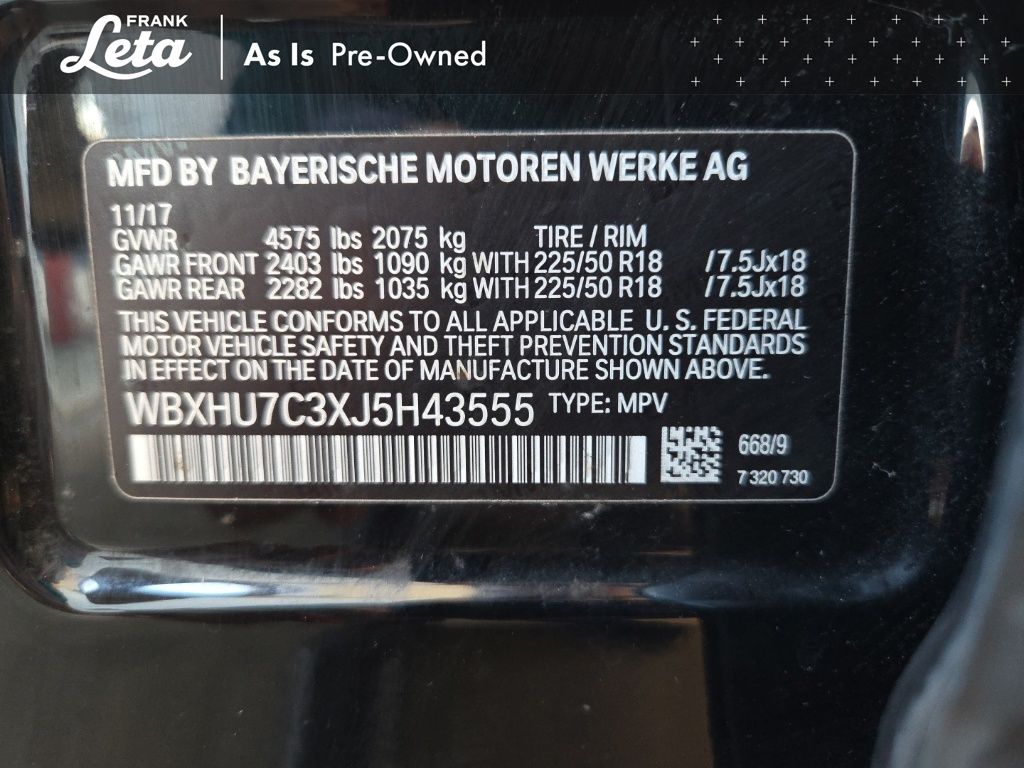 FRANK
Leta
As Is Pre-Owned
MFD BY BAYERISCHE MOTOREN WERKE AG
11/17
GVWR 4575 lbs 2075 kg TIRE / RIM
GAWR FRONT 2403 lbs 1090 kg WITH 225/50 R18 /7.5Jx18
GAWR REAR 2282 lbs 1035 kg WITH 225/50 R18 /7.5Jx18
THIS VEHICLE CONFORMS TO ALL APPLICABLE U. S. FEDERAL
MOTOR VEHICLE SAFETY AND THEFT PREVENTION STANDARDS
IN EFFECT ON THE DATE OF MANUFACTURE SHOWN ABOVE.
WBXHU7C3XJ5H43555 TYPE: MPV
668/9
7 320 730